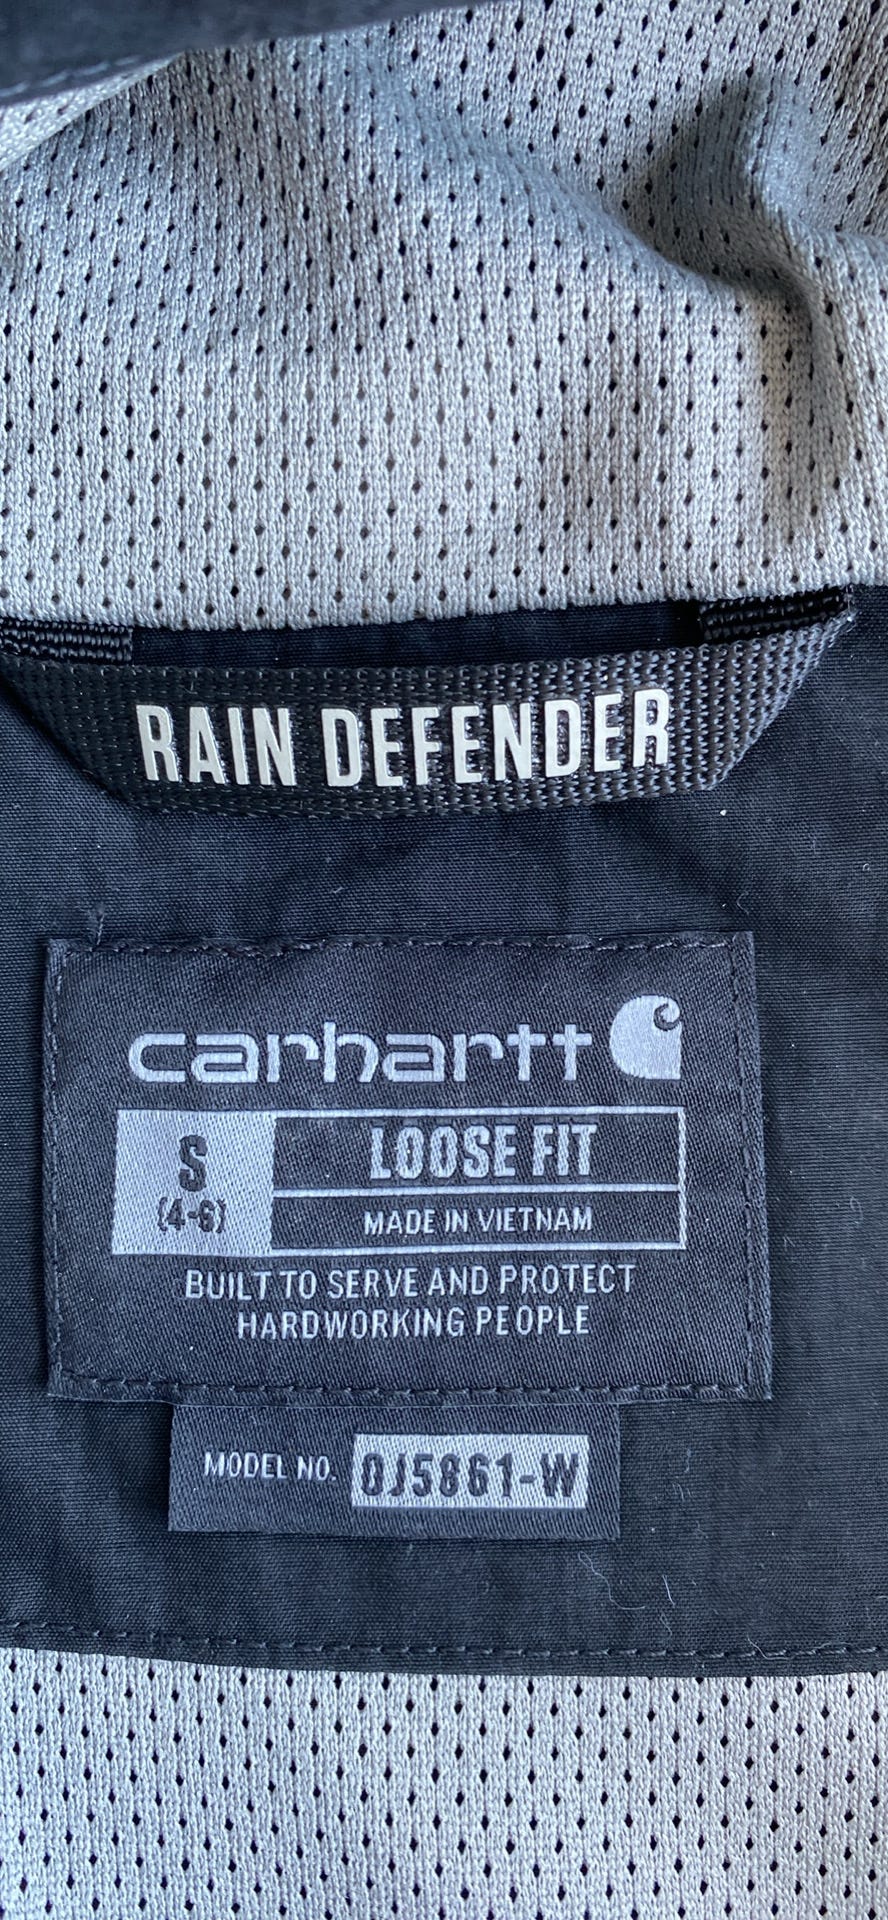 RAIN DEFENDER
carhartt
S
(4-6)
LOOSE FIT
MADE IN VIETNAM
BUILT TO SERVE AND PROTECT
HARDWORKING PEOPLE
MODEL NO. OJ5861-W